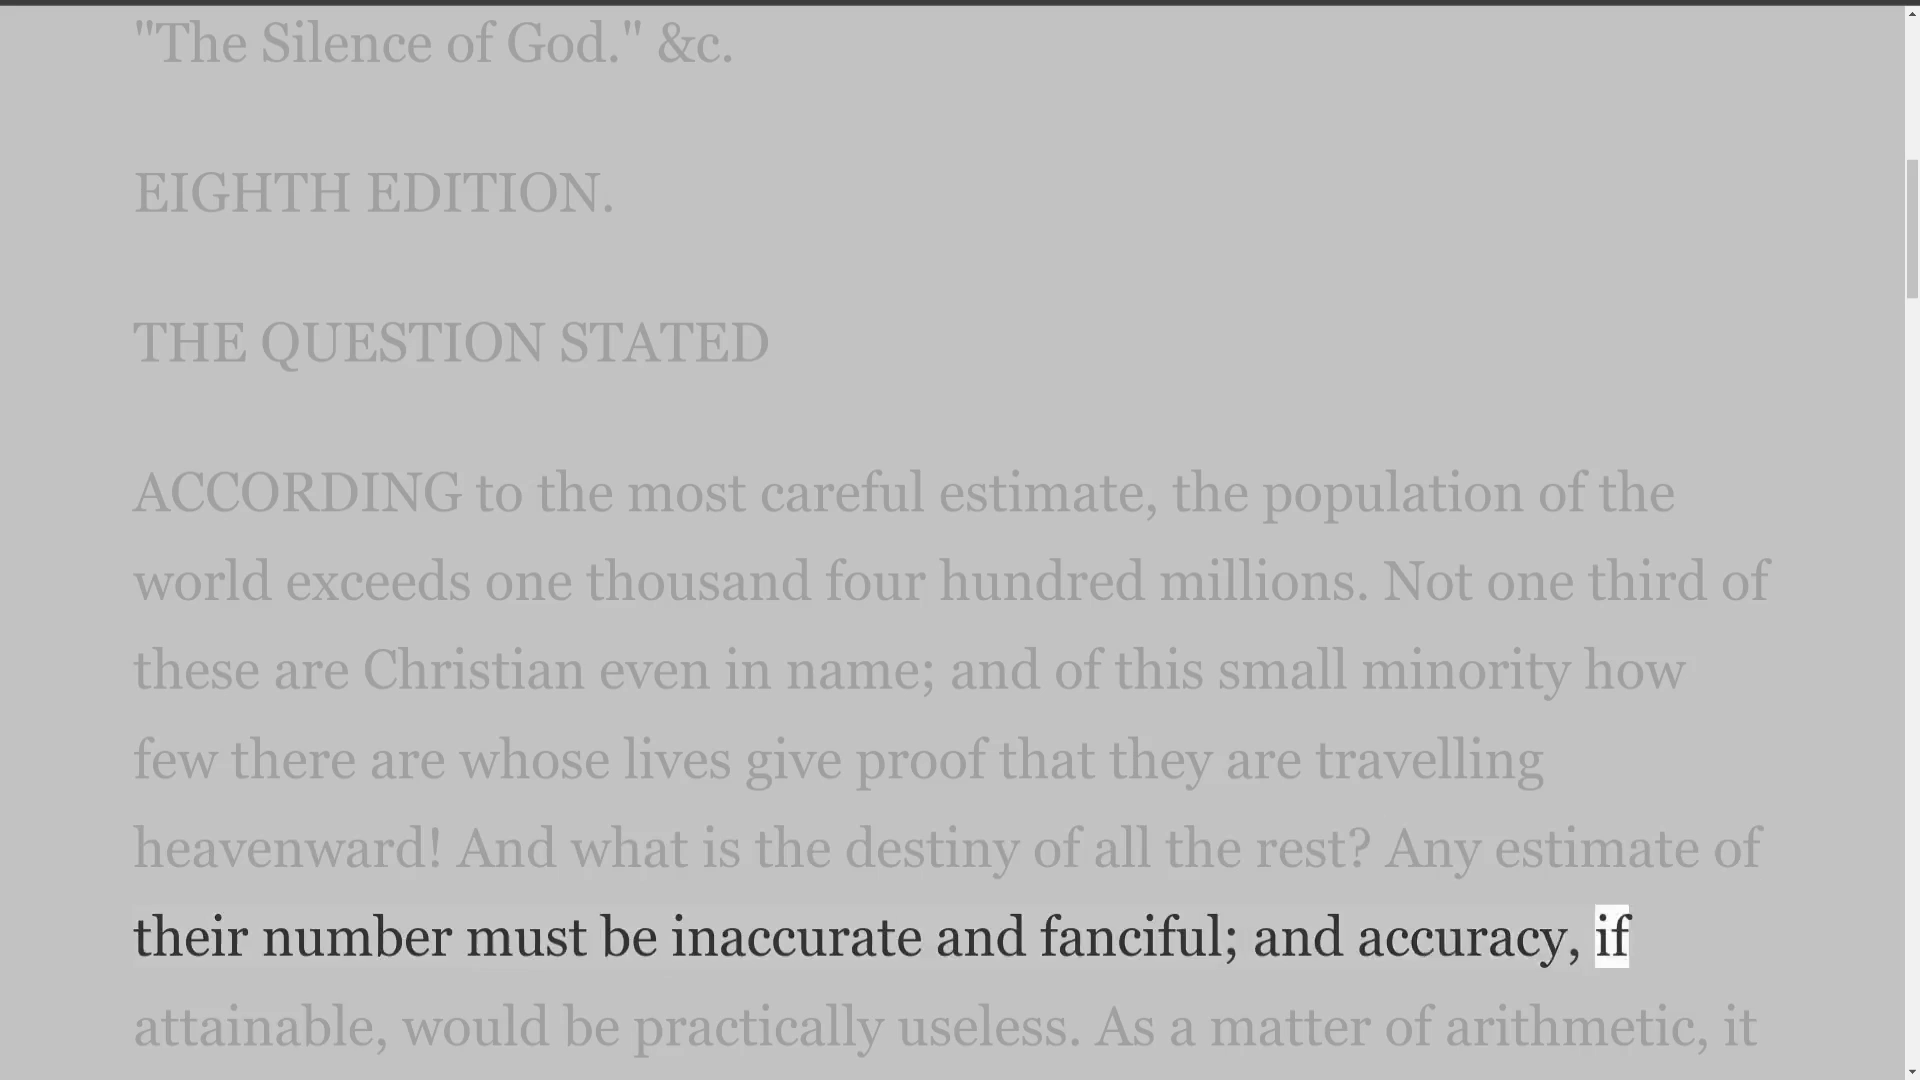 "The Silence of God." &c.
EIGHTH EDITION.
THE QUESTION STATED
ACCORDING to the most careful estimate, the population of the
world exceeds one thousand four hundred millions. Not one third of
these are Christian even in name; and of this small minority how
few there are whose lives give proof that they are travelling
heavenward! And what is the destiny of all the rest? Any estimate of
their number must be inaccurate and fanciful; and accuracy, if
attainable, would be practically useless. As a matter of arithmetic, it